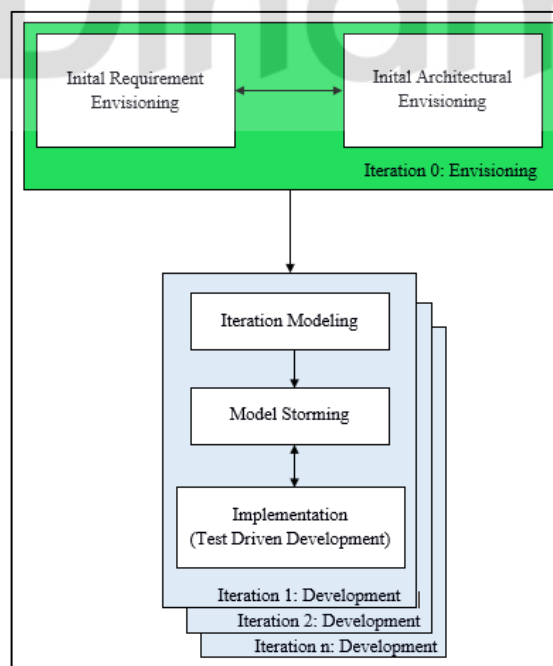 Inital Requirement
Envisioning
Inital Architectural
Envisioning
Iteration 0: Envisioning
Iteration Modeling
Model Storming
Implementation
(Test Driven Development)
Iteration 1: Development
Iteration 2: Development
Iteration n: Development